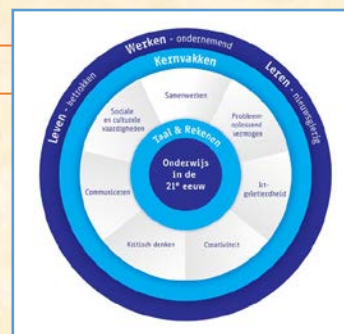 Werken - ondernemend
Leven - betrokken
Leren - nieuwsgierig
Kernvakken
Samenwerken
Sociale
en culturele
vaardigheden
Probleem-
oplossend
vermogen
Taal & Rekenen
Onderwijs
in de
21e eeuw
Communiceren
Ict-
geletterdheid
Kritisch denken
Creativiteit